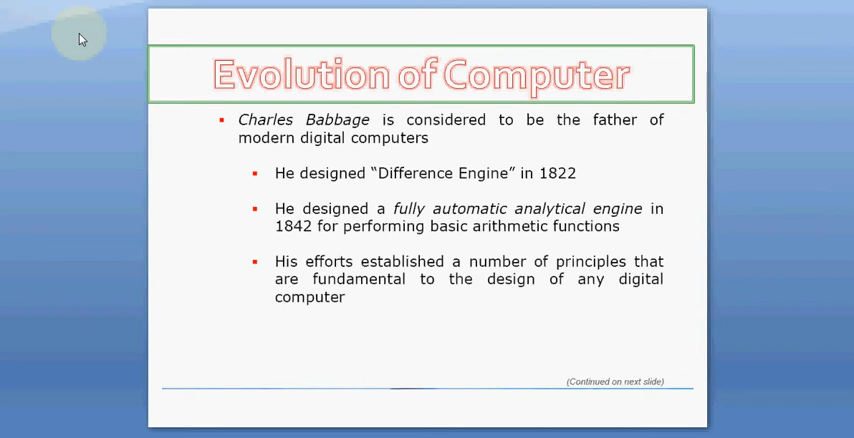 Evolution of Computer
Charles Babbage is considered to be the father of
modern digital computers
He designed “Difference Engine” in 1822
He designed a fully automatic analytical engine in
1842 for performing basic arithmetic functions
His efforts established a number of principles that
are fundamental to the design of any digital
computer
(Continued on next slide)